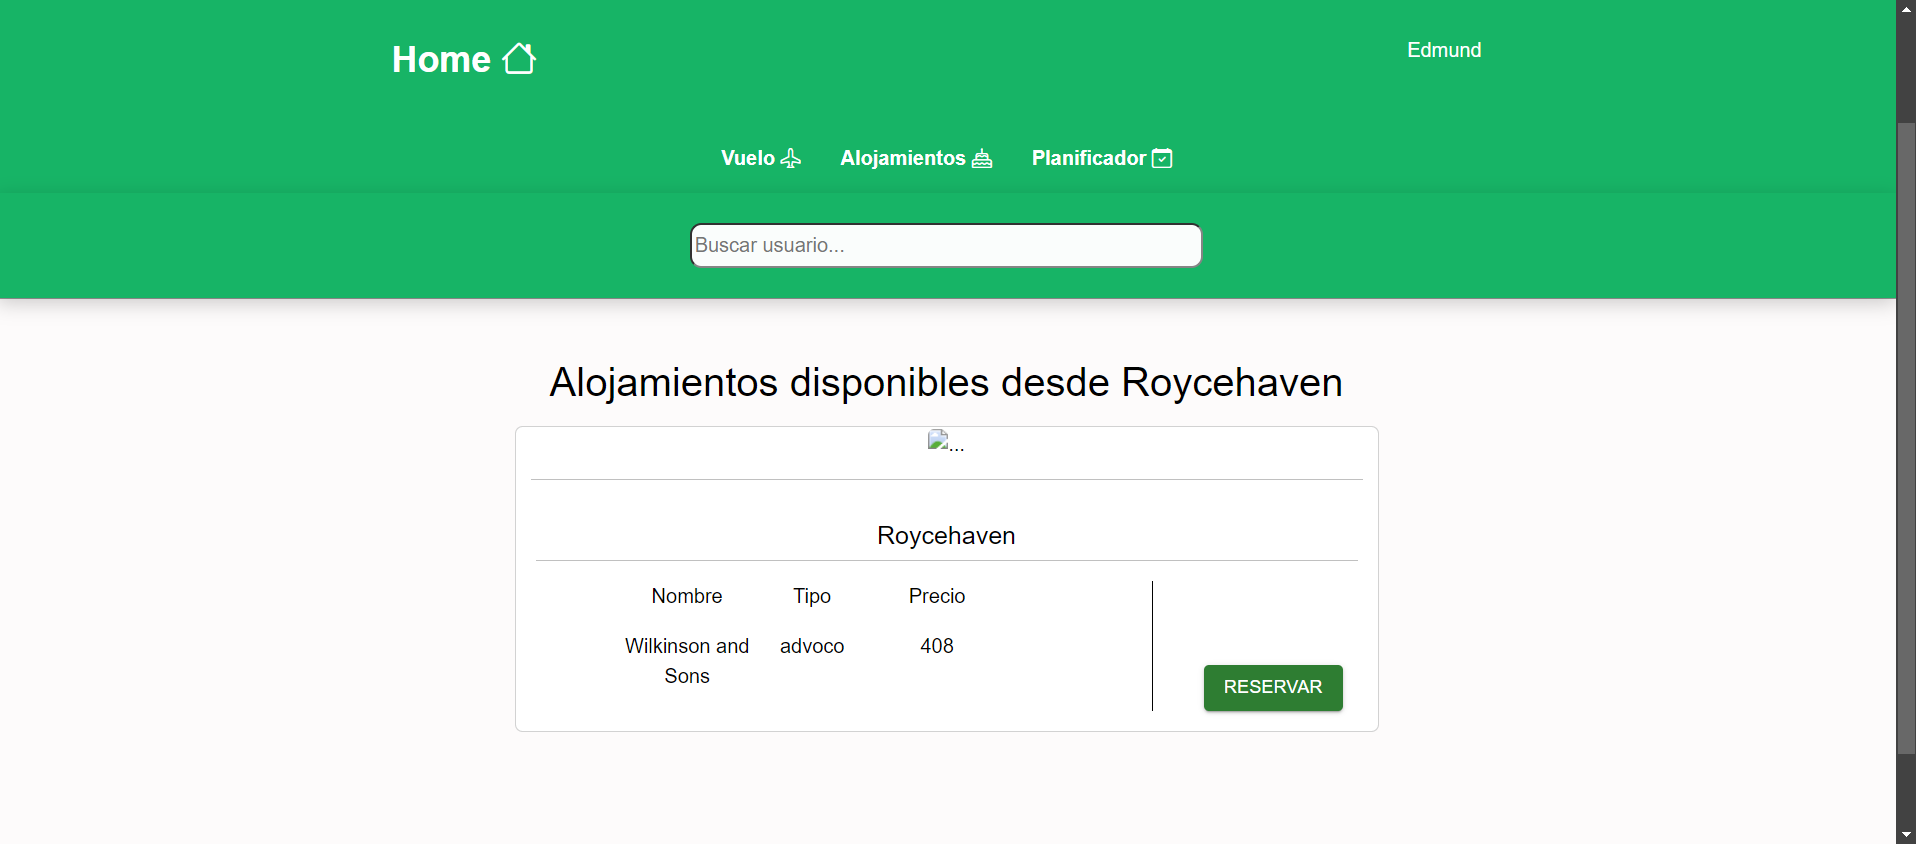 Home
Edmund
Vuelo
Alojamientos
Planificador
Buscar usuario...
Alojamientos disponibles desde Roycehaven
...
Roycehaven
Nombre Tipo Precio
Wilkinson and advoco 408
Sons
RESERVAR